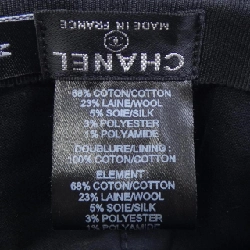 CHANEL
MADE IN FRANCE
68% COTON/COTTON
23% LAINE/WOOL
5% SOIE/SILK
3% POLYESTER
1% POLYAMIDE
DOUBLURE/LINING :
100% COTON/COTTON
ELEMENT :
68% COTON/COTTON
23% LAINE/WOOL
5% SOIE/SILK
3% POLYESTER
1% POLYAMIDE